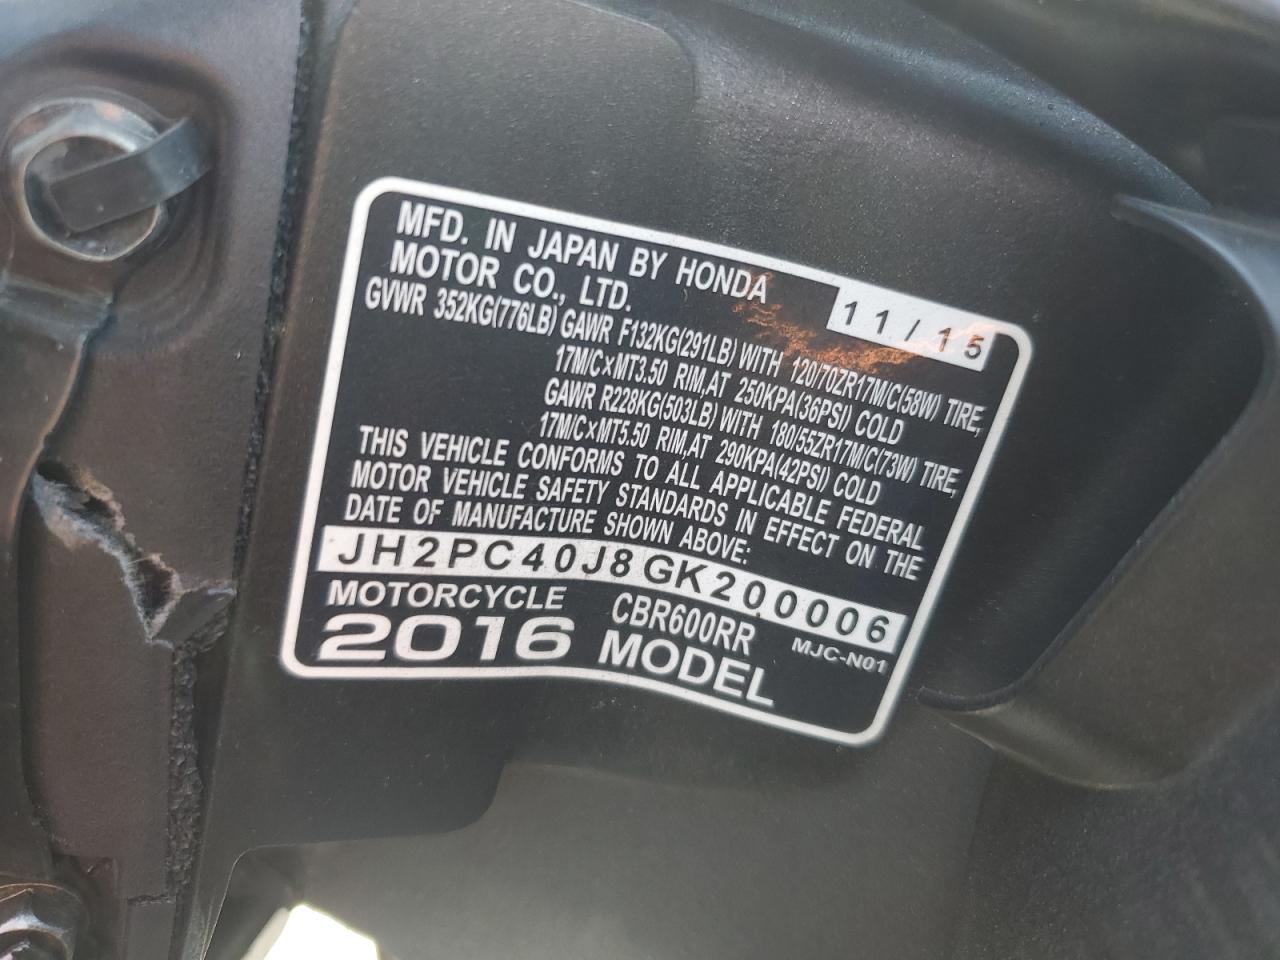 MFD. IN JAPAN BY HONDA
MOTOR CO., LTD.
11/15
GVWR 352KG(776LB) GAWR F132KG(291LB) WITH 120/70ZR17M/C(58W) TIRE,
17M/C×MT3.50 RIM,AT 250KPA(36PSI) COLD
GAWR R228KG(503LB) WITH 180/55ZR17M/C(73W) TIRE,
17M/C×MT5.50 RIM,AT 290KPA(42PSI) COLD
THIS VEHICLE CONFORMS TO ALL APPLICABLE FEDERAL
MOTOR VEHICLE SAFETY STANDARDS IN EFFECT ON THE
DATE OF MANUFACTURE SHOWN ABOVE:
JH2PC40J8GK200006
MOTORCYCLE CBR600RR MJC-N01
2016 MODEL